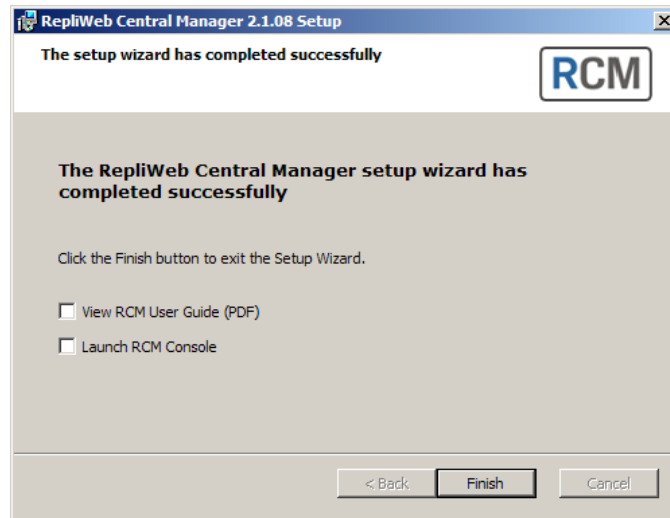 RepliWeb Central Manager 2.1.08 Setup
The setup wizard has completed successfully
RCM
The RepliWeb Central Manager setup wizard has
completed successfully
Click the Finish button to exit the Setup Wizard.
View RCM User Guide (PDF)
Launch RCM Console
< Back
Finish
Cancel